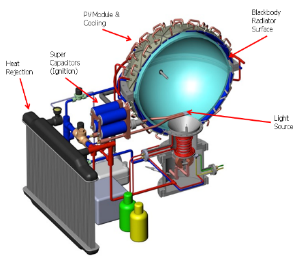 PV Module &
Cooling
Blackbody
Radiator
Surface
Super
Capacitors
(Ignition)
Heat
Rejection
Light
Source